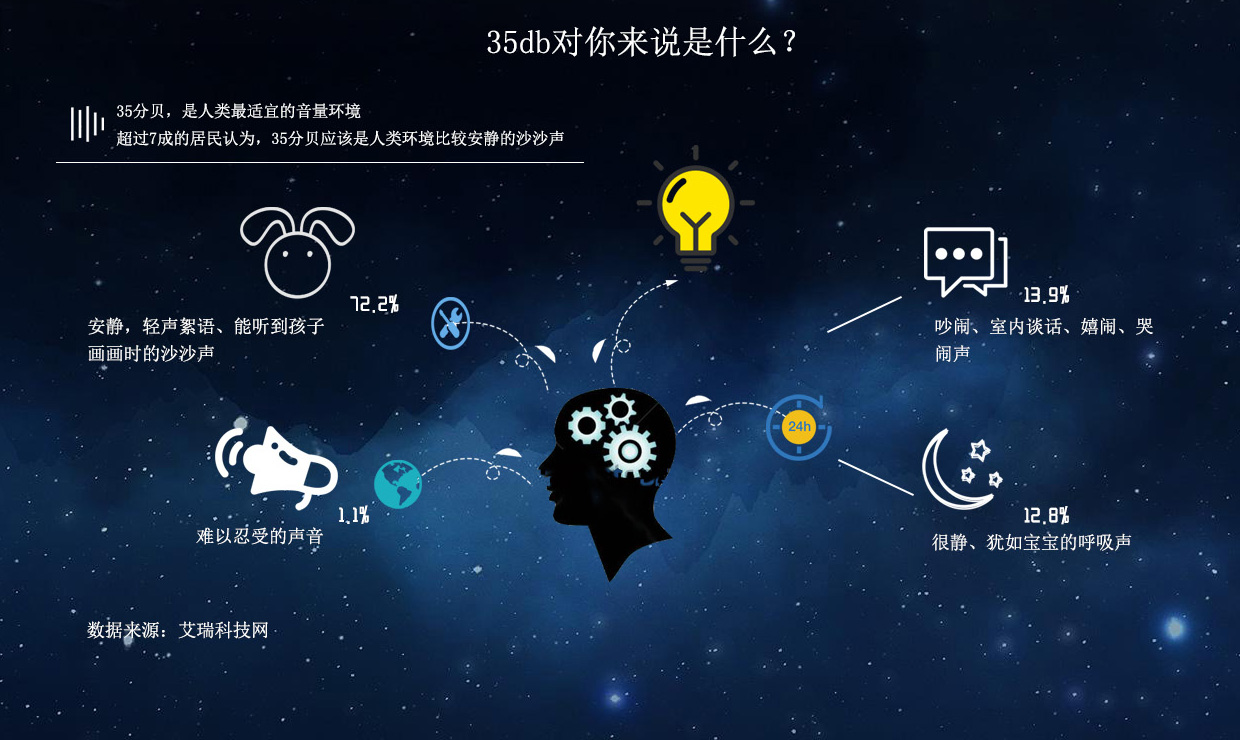 35db对你来说是什么？
35分贝，是人类最适宜的音量环境
超过7成的居民认为，35分贝应该是人类环境比较安静的沙沙声
72.2%
安静，轻声絮语、能听到孩子
画画时的沙沙声
13.9%
吵闹、室内谈话、嬉闹、哭
闹声
24h
1.1%
难以忍受的声音
12.8%
很静、犹如宝宝的呼吸声
数据来源：艾瑞科技网